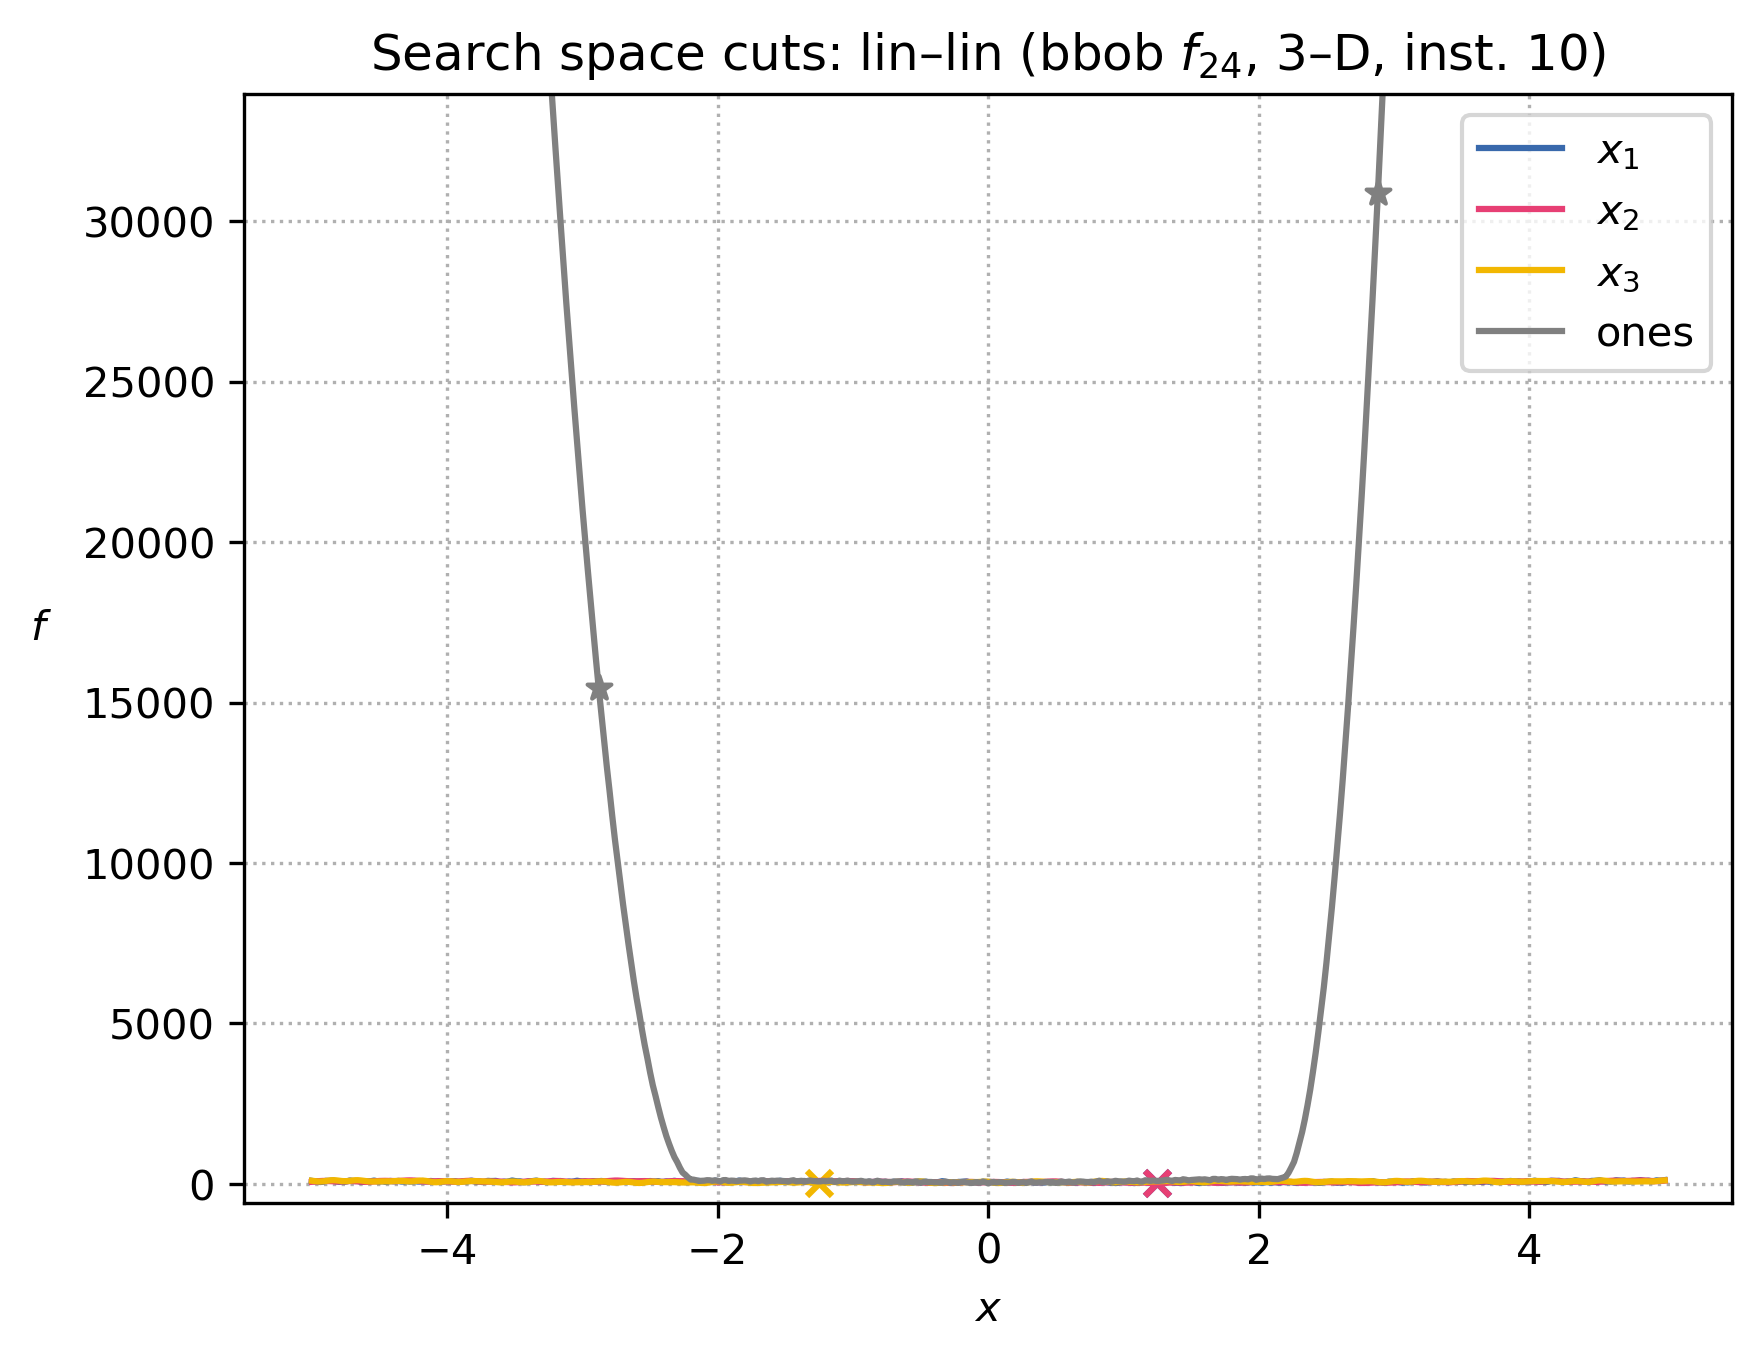 Search space cuts: lin–lin (bbob f₂₄, 3–D, inst. 10)
x₁
x₂
x₃
ones
f
30000
25000
20000
15000
10000
5000
0
−4 −2 0 2 4
x